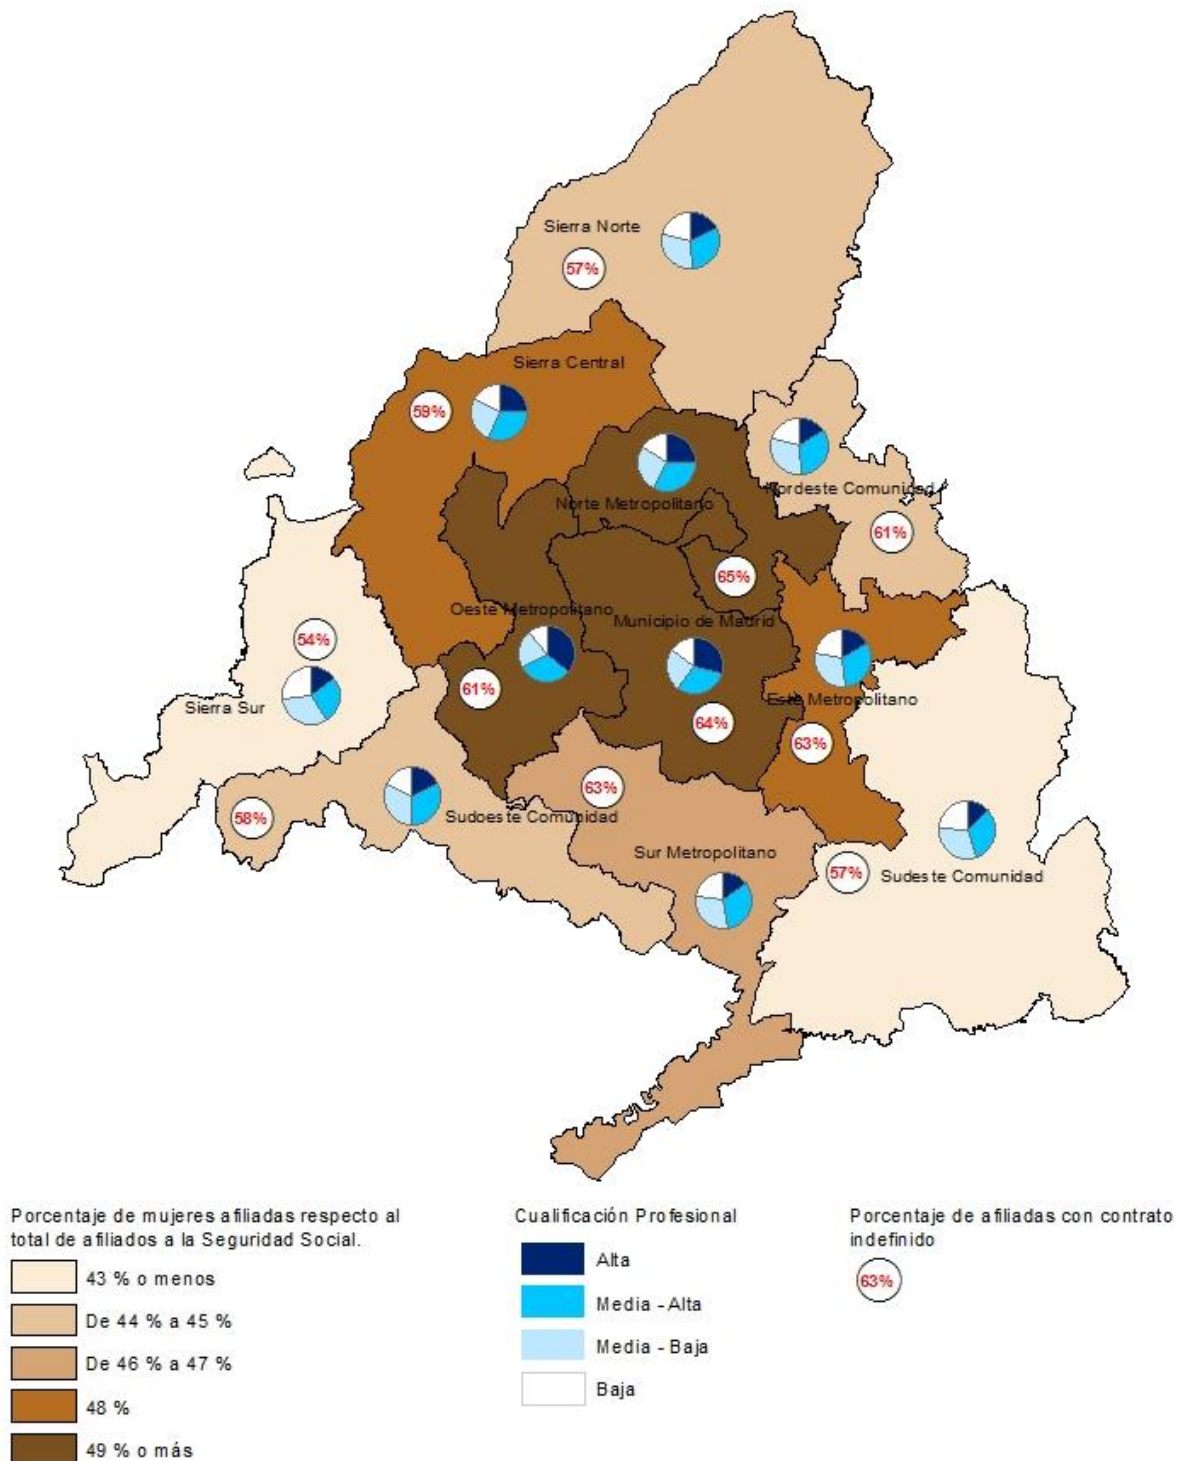 Sierra Norte
57%
Sierra Central
59%
Nordeste Comunidad
Norte Metropolitano
61%
65%
Oeste Metropolitano
Municipio de Madrid
54%
61%
Sierra Sur
Este Metropolitano
64%
63%
63%
58%
Sudoeste Comunidad
Sur Metropolitano
57%
Sudeste Comunidad
Porcentaje de mujeres afiliadas respecto al
total de afiliados a la Seguridad Social.
43 % o menos
De 44 % a 45 %
De 46 % a 47 %
48 %
49 % o más
Cualificación Profesional
Alta
Media - Alta
Media - Baja
Baja
Porcentaje de afiliadas con contrato
indefinido
63%